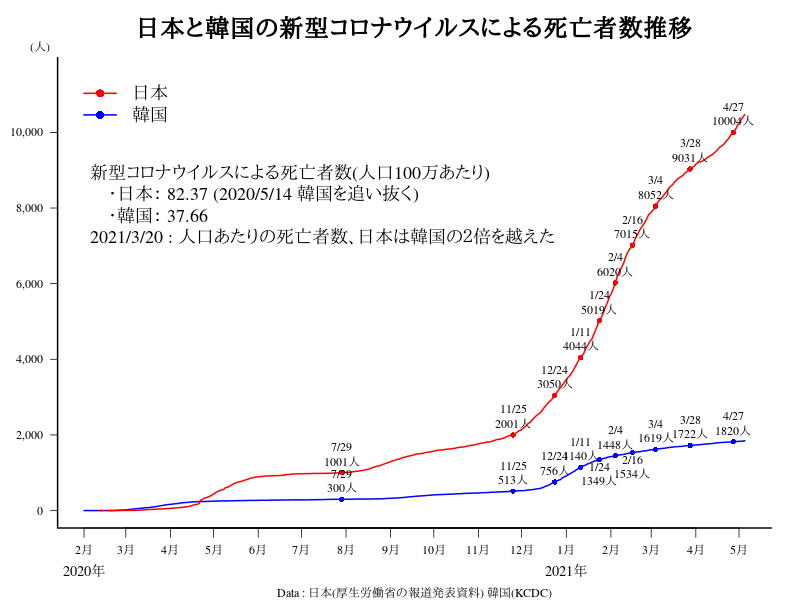 日本と韓国の新型コロナウイルスによる死亡者数推移
(人)
日本
韓国
新型コロナウイルスによる死亡者数(人口100万あたり)
・日本: 82.37 (2020/5/14 韓国を追い抜く)
・韓国: 37.66
2021/3/20 : 人口あたりの死亡者数、日本は韓国の２倍を越えた
10,000
8,000
6,000
4,000
2,000
0
4/27
10004人
3/28
9031人
3/4
8052人
2/16
7015人
2/4
6020人
1/24
5019人
1/11
4044人
12/24
3050人
11/25
2001人
7/29
1001人
7/29
300人
11/25
513人
12/24
756人
1/11
1140人
1/24
1349人
2/4
1448人
2/16
1534人
3/4
1619人
3/28
1722人
4/27
1820人
2月 3月 4月 5月 6月 7月 8月 9月 10月 11月 12月 1月 2月 3月 4月 5月
2020年 2021年
Data : 日本(厚生労働省の報道発表資料) 韓国(KCDC)